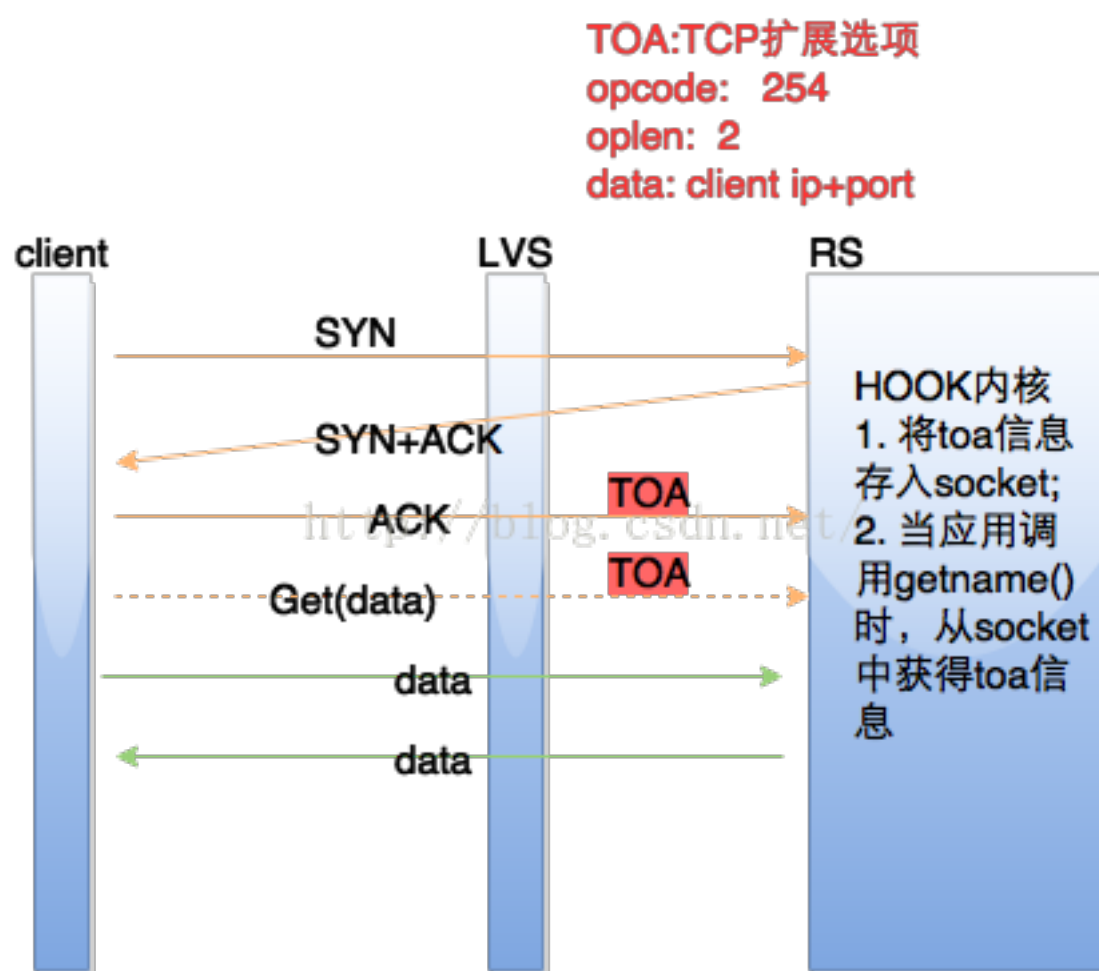 TOA:TCP扩展选项
opcode: 254
oplen: 2
data: client ip+port
client
LVS
RS
SYN
SYN+ACK
TOA
ACK
TOA
Get(data)
data
data
HOOK内核
1. 将toa信息
存入socket;
2. 当应用调
用getname()
时，从socket
中获得toa信
息
http://blog.csdn.net/